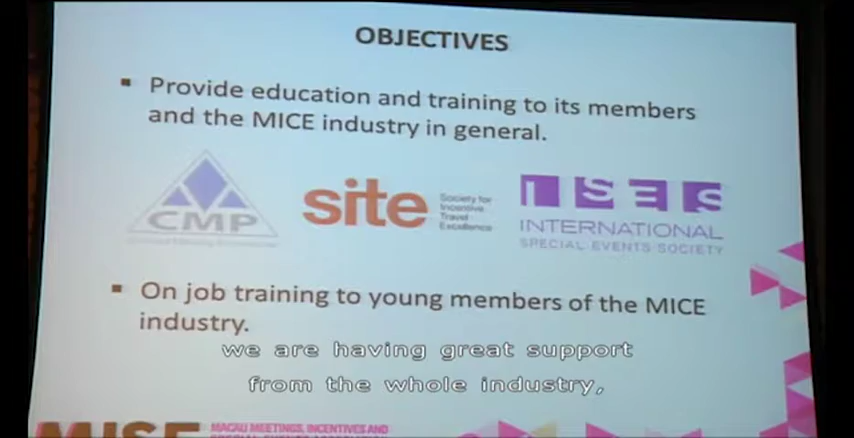 OBJECTIVES
▪ Provide education and training to its members
and the MICE industry in general.
CMP
site
Society for
Incentive
Travel
Excellence
ISES
INTERNATIONAL
SPECIAL EVENTS SOCIETY
▪ On job training to young members of the MICE
industry.
we are having great support
from the whole industry,
MISE
MACAU MEETINGS, INCENTIVES AND